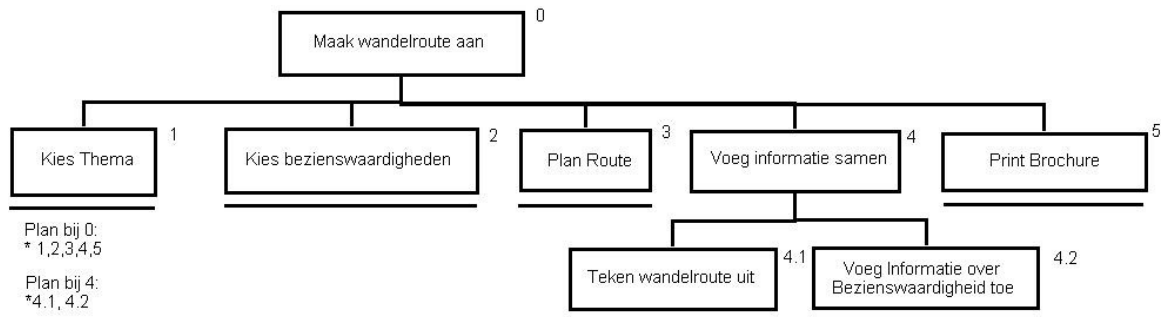 0
Maak wandelroute aan
1
Kies Thema
2
Kies bezienswaardigheden
3
Plan Route
4
Voeg informatie samen
5
Print Brochure
Plan bij 0:
* 1,2,3,4,5
Plan bij 4:
*4.1, 4.2
4.1
Teken wandelroute uit
4.2
Voeg Informatie over
Bezienswaardigheid toe